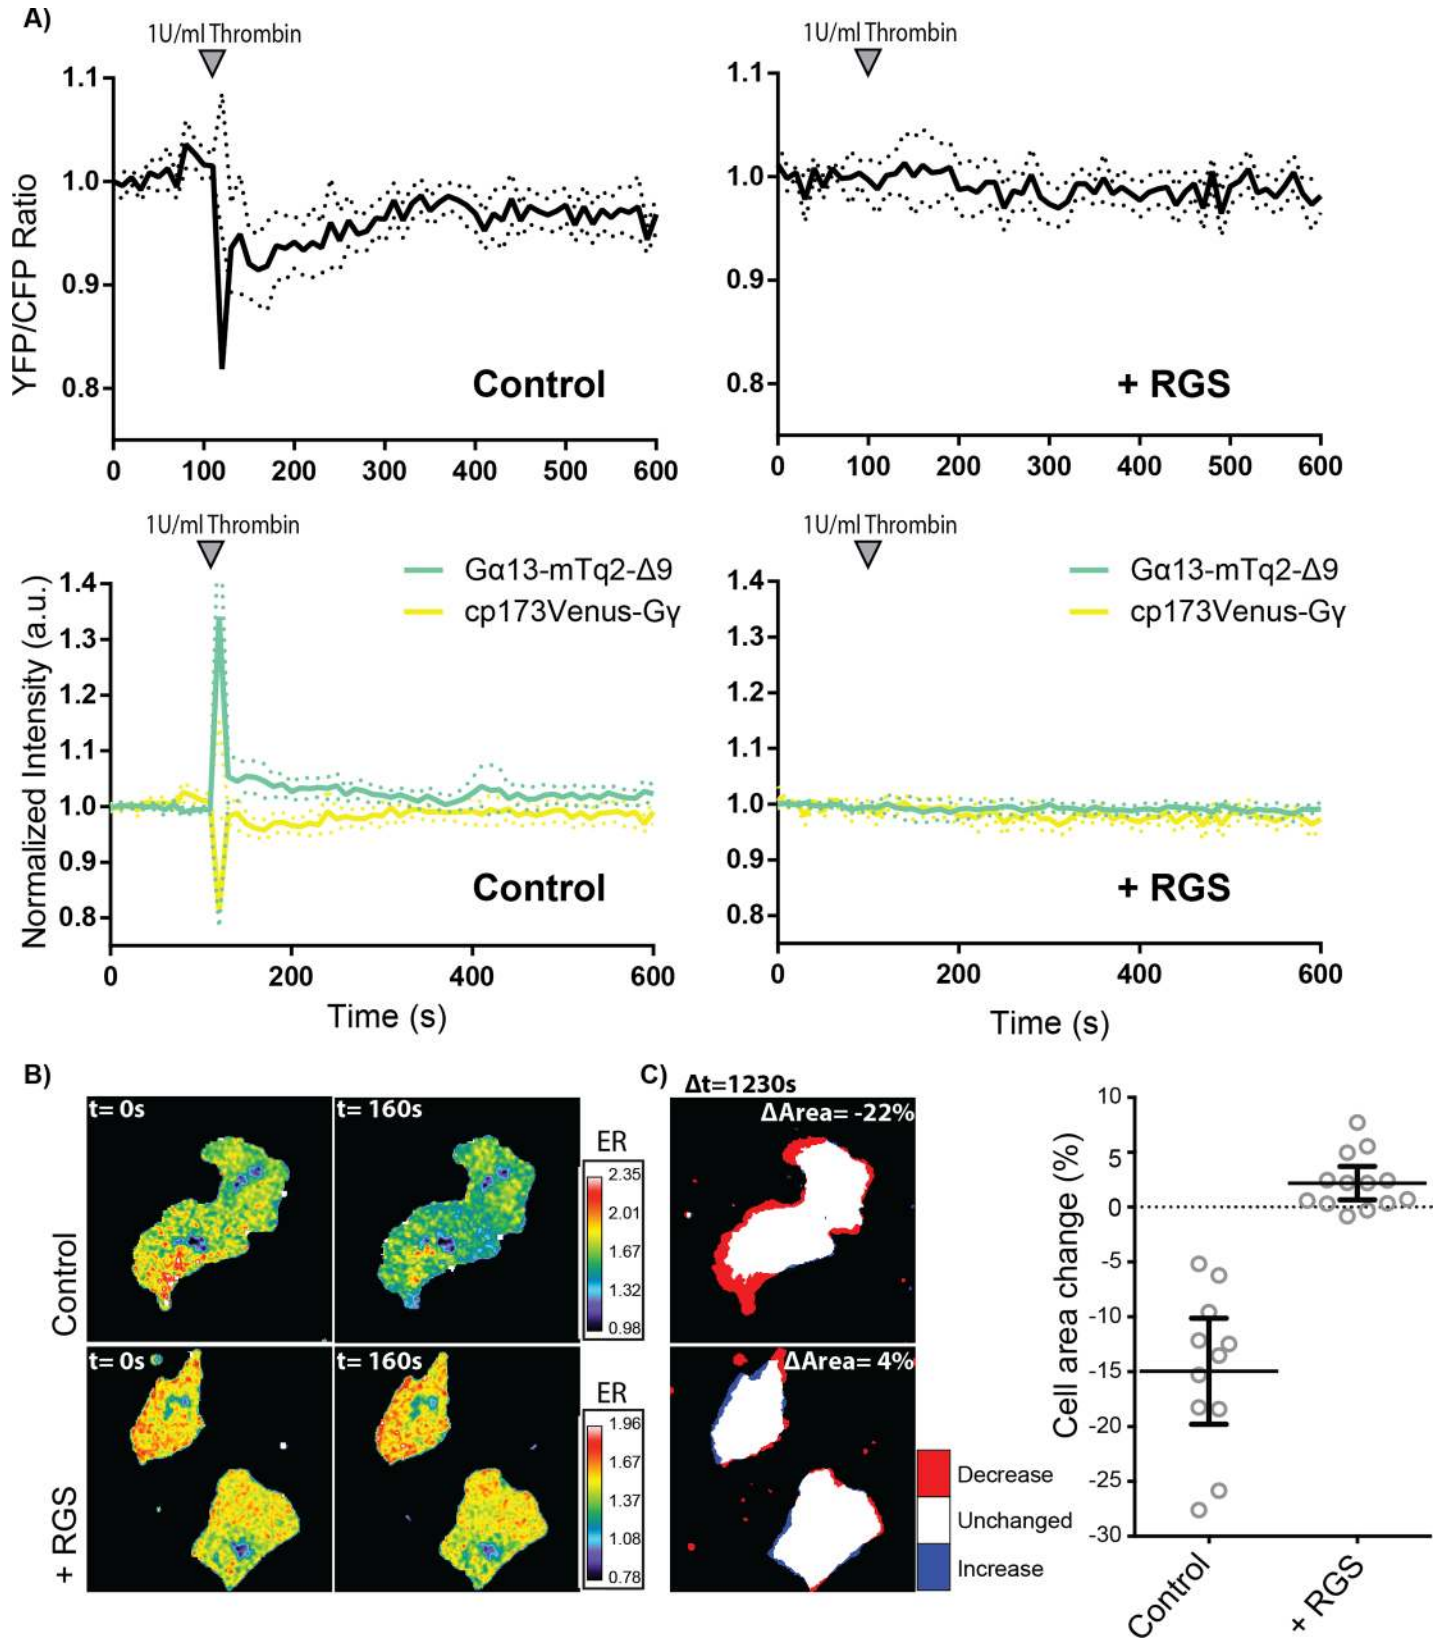 A)
1U/ml Thrombin
1U/ml Thrombin
YFP/CFP Ratio
1.1
1.0
0.9
0.8
Control
0 100 200 300 400 500 600
1.1
1.0
0.9
0.8
+ RGS
0 100 200 300 400 500 600
1U/ml Thrombin
1U/ml Thrombin
Normalized Intensity (a.u.)
1.4
1.3
1.2
1.1
1.0
0.9
0.8
Gα13-mTq2-Δ9
cp173Venus-Gγ
Control
0 200 400 600
Time (s)
1.4
1.3
1.2
1.1
1.0
0.9
0.8
Gα13-mTq2-Δ9
cp173Venus-Gγ
+ RGS
0 200 400 600
Time (s)
B)
Control
t= 0s
t= 160s
ER
2.35
2.01
1.67
1.32
0.98
+ RGS
t= 0s
t= 160s
ER
1.96
1.67
1.37
1.08
0.78
C)
Δt=1230s
ΔArea= -22%
ΔArea= 4%
Decrease
Unchanged
Increase
Cell area change (%)
10
5
0
-5
-10
-15
-20
-25
-30
Control
+ RGS